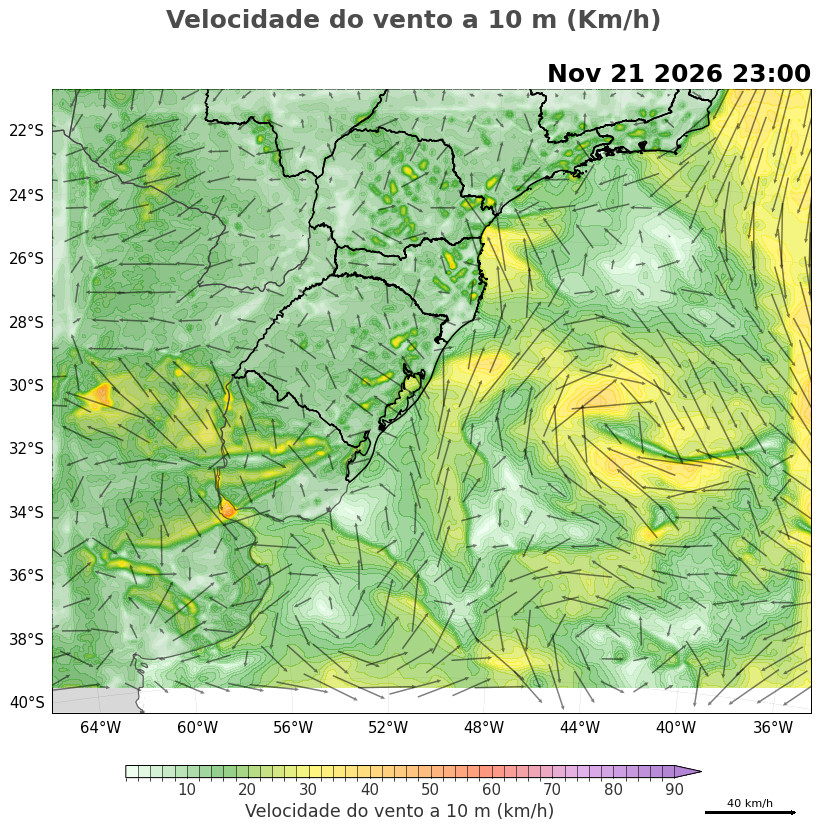 Velocidade do vento a 10 m (Km/h)
Nov 21 2026 23:00
22°S
24°S
26°S
28°S
30°S
32°S
34°S
36°S
38°S
40°S
64°W 60°W 56°W 52°W 48°W 44°W 40°W 36°W
10 20 30 40 50 60 70 80 90
Velocidade do vento a 10 m (km/h)
40 km/h